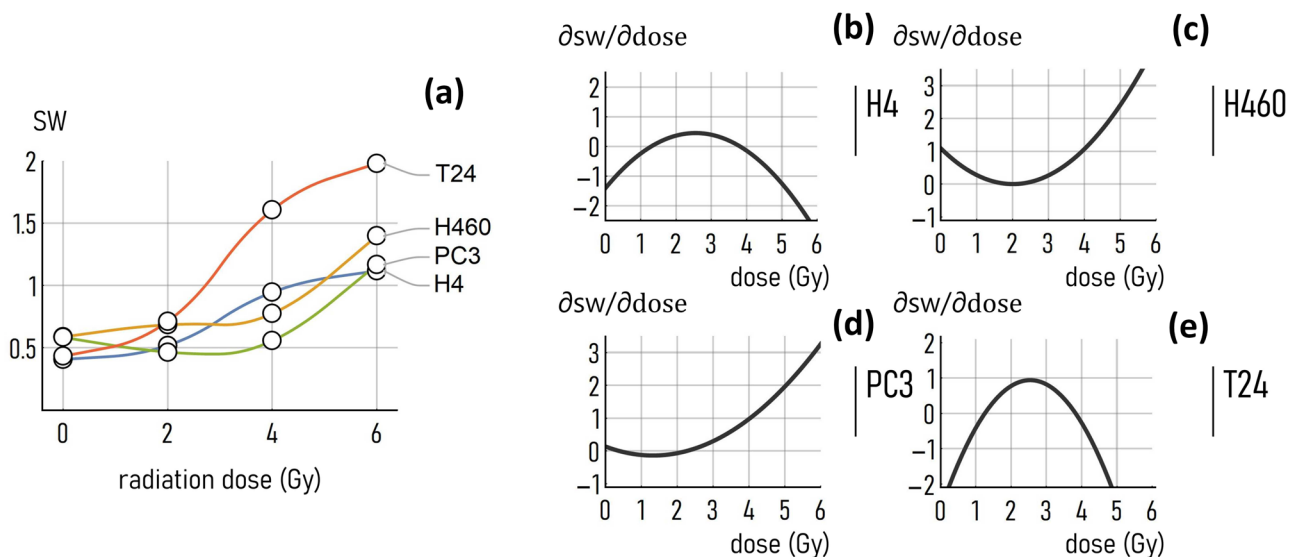 (a)
SW
2
1.5
1
0.5
0 2 4 6
radiation dose (Gy)
T24
H460
PC3
H4
∂sw/∂dose
(b)
H4
2
1
0
−1
−2
0 1 2 3 4 5 6
dose (Gy)
∂sw/∂dose
(c)
H460
3
2
1
0
−1
0 1 2 3 4 5 6
dose (Gy)
∂sw/∂dose
(d)
PC3
3
2
1
0
−1
0 1 2 3 4 5 6
dose (Gy)
∂sw/∂dose
(e)
T24
2
1
0
−1
−2
0 1 2 3 4 5 6
dose (Gy)